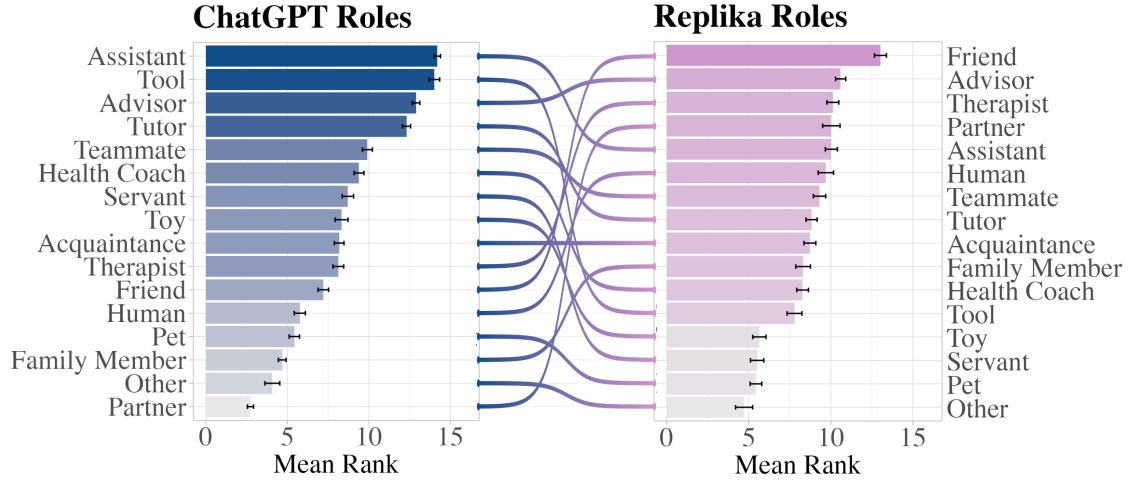 ChatGPT Roles
Assistant
Tool
Advisor
Tutor
Teammate
Health Coach
Servant
Toy
Acquaintance
Therapist
Friend
Human
Pet
Family Member
Other
Partner
0 5 10 15
Mean Rank
Replika Roles
Friend
Advisor
Therapist
Partner
Assistant
Human
Teammate
Tutor
Acquaintance
Family Member
Health Coach
Tool
Toy
Servant
Pet
Other
0 5 10 15
Mean Rank